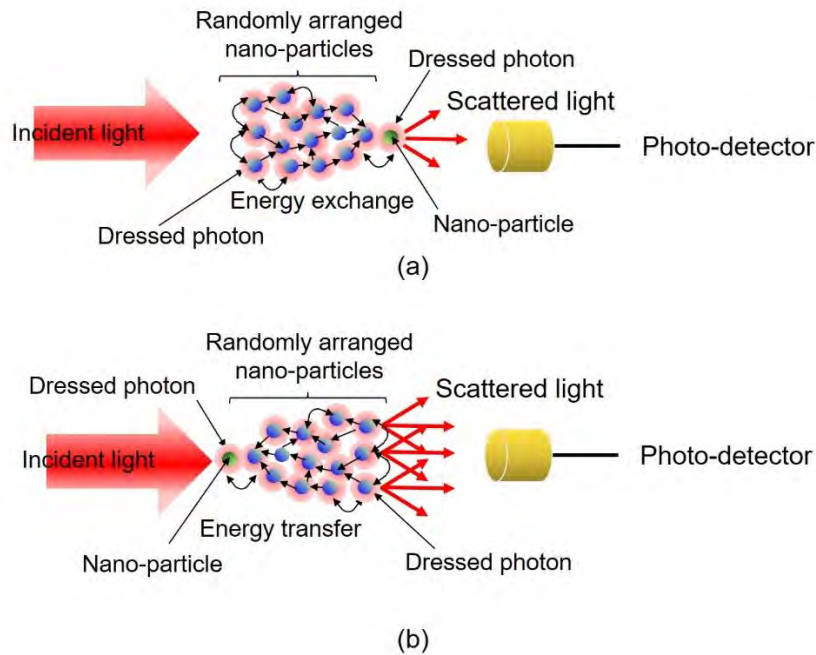 Randomly arranged
nano-particles
Dressed photon
Scattered light
Incident light
Photo-detector
Energy exchange
Nano-particle
Dressed photon
(a)
Randomly arranged
nano-particles
Dressed photon
Scattered light
Incident light
Photo-detector
Energy transfer
Nano-particle
Dressed photon
(b)